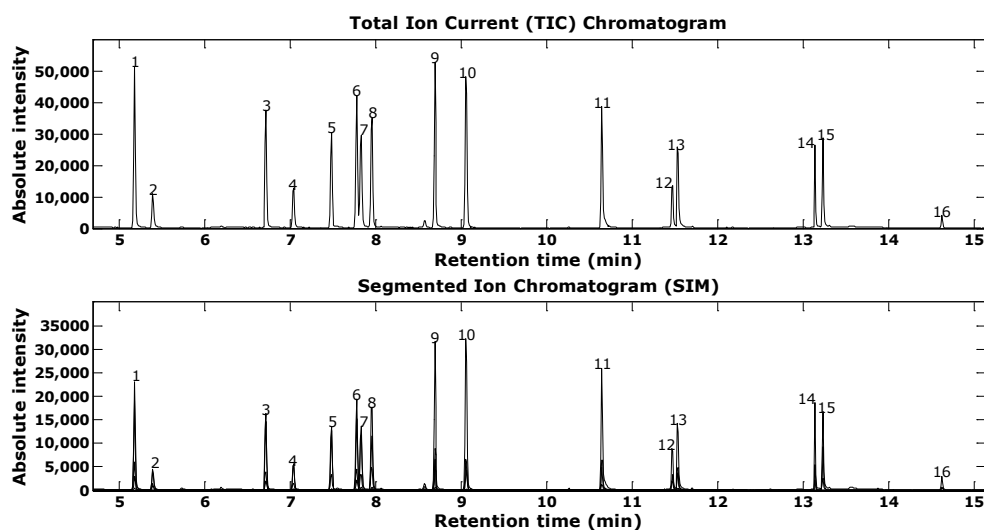 Total Ion Current (TIC) Chromatogram
Absolute intensity
50,000
40,000
30,000
20,000
10,000
0
1 2 3 4 5 6 7 8 9 10 11 12 13 14 15 16
5 6 7 8 9 10 11 12 13 14 15
Retention time (min)
Segmented Ion Chromatogram (SIM)
Absolute intensity
35000
30,000
25,000
20,000
15,000
10,000
5,000
0
1 2 3 4 5 6 7 8 9 10 11 12 13 14 15 16
5 6 7 8 9 10 11 12 13 14 15
Retention time (min)